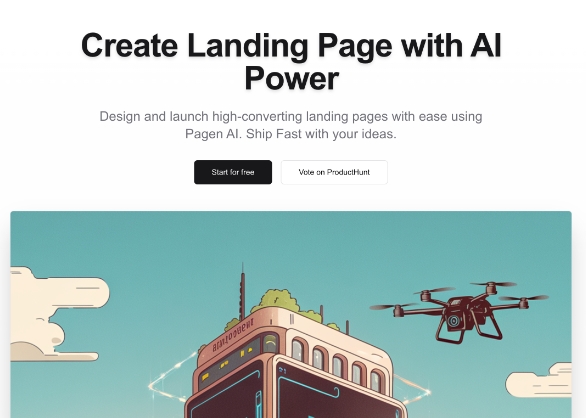 Create Landing Page with AI
Power
Design and launch high-converting landing pages with ease using
Pagen AI. Ship Fast with your ideas.
Start for free
Vote on ProductHunt